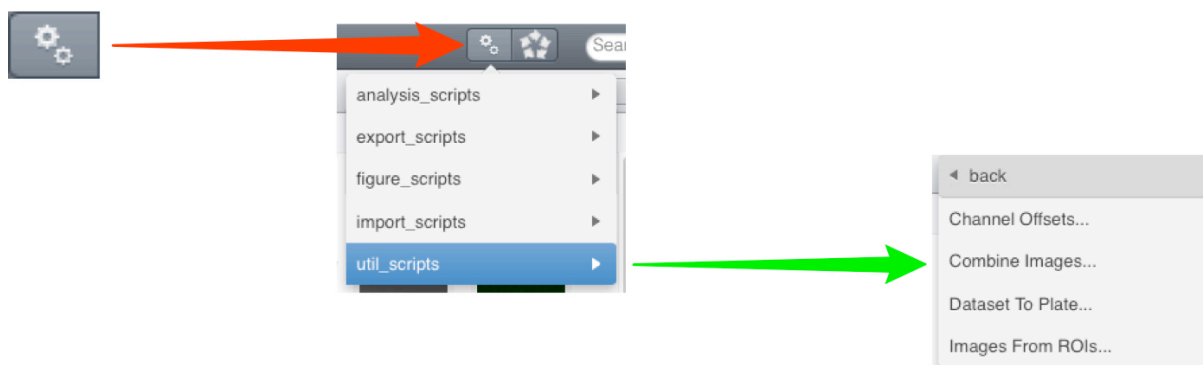 Sear
analysis_scripts
export_scripts
figure_scripts
import_scripts
util_scripts
back
Channel Offsets...
Combine Images...
Dataset To Plate...
Images From ROIs...